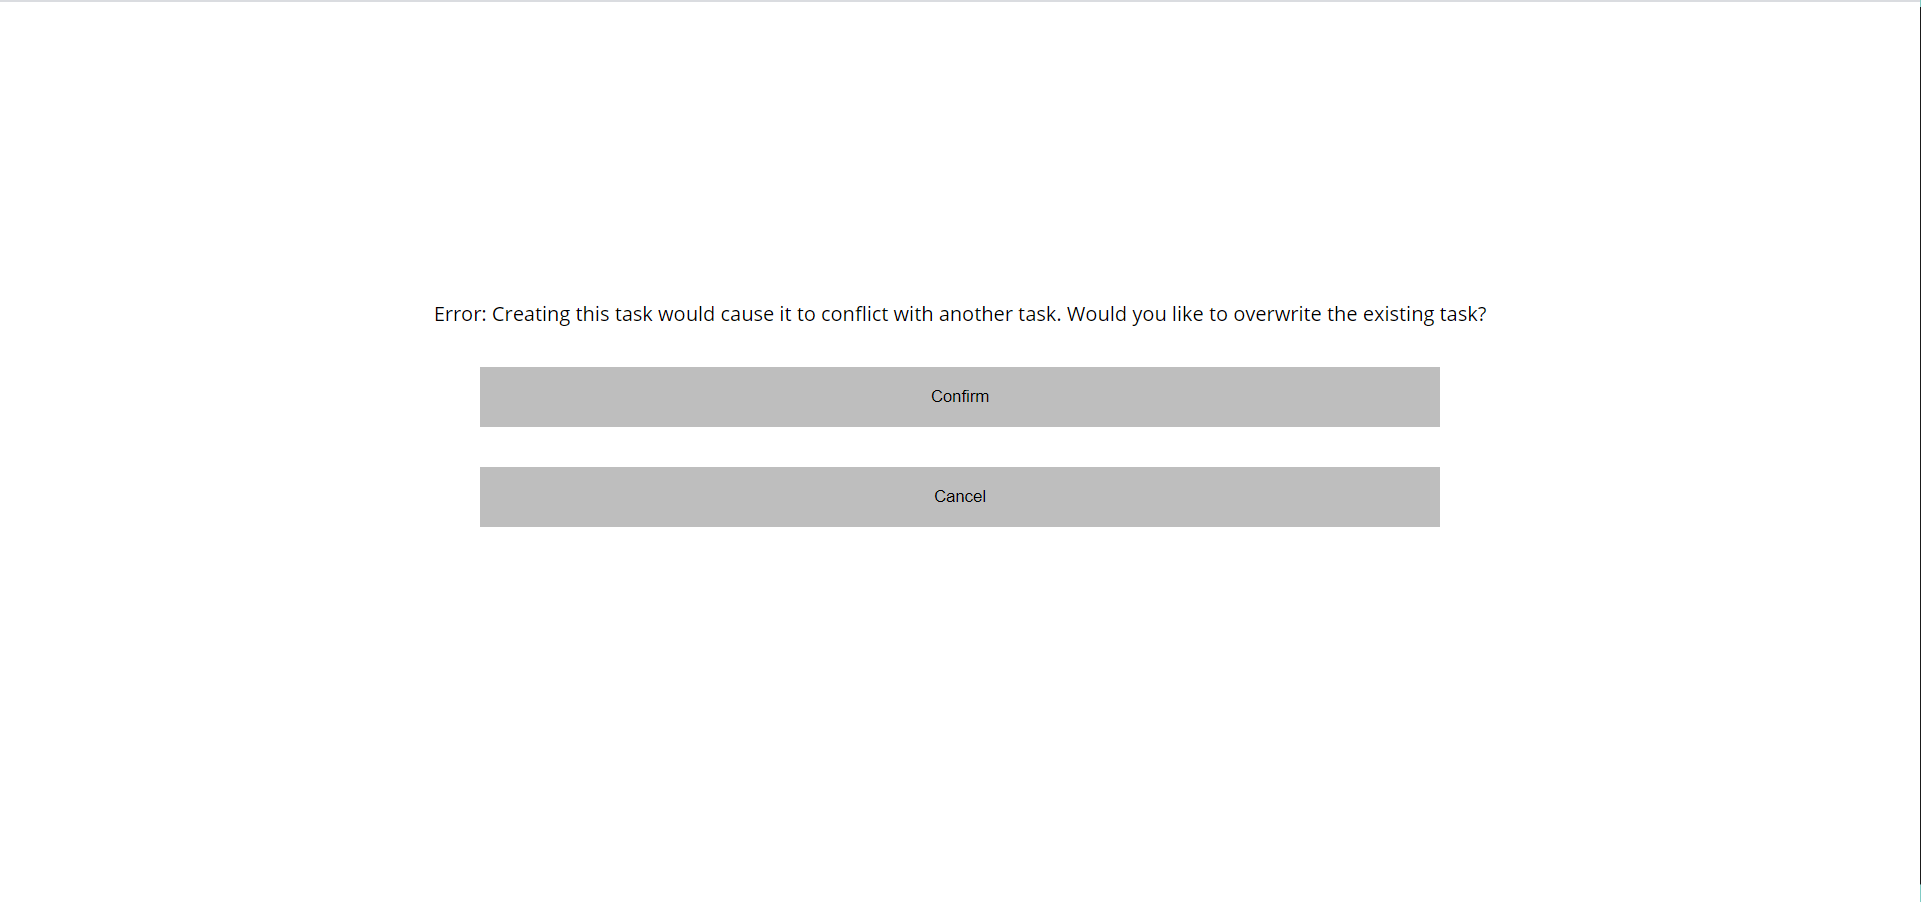 Error: Creating this task would cause it to conflict with another task. Would you like to overwrite the existing task?
Confirm
Cancel